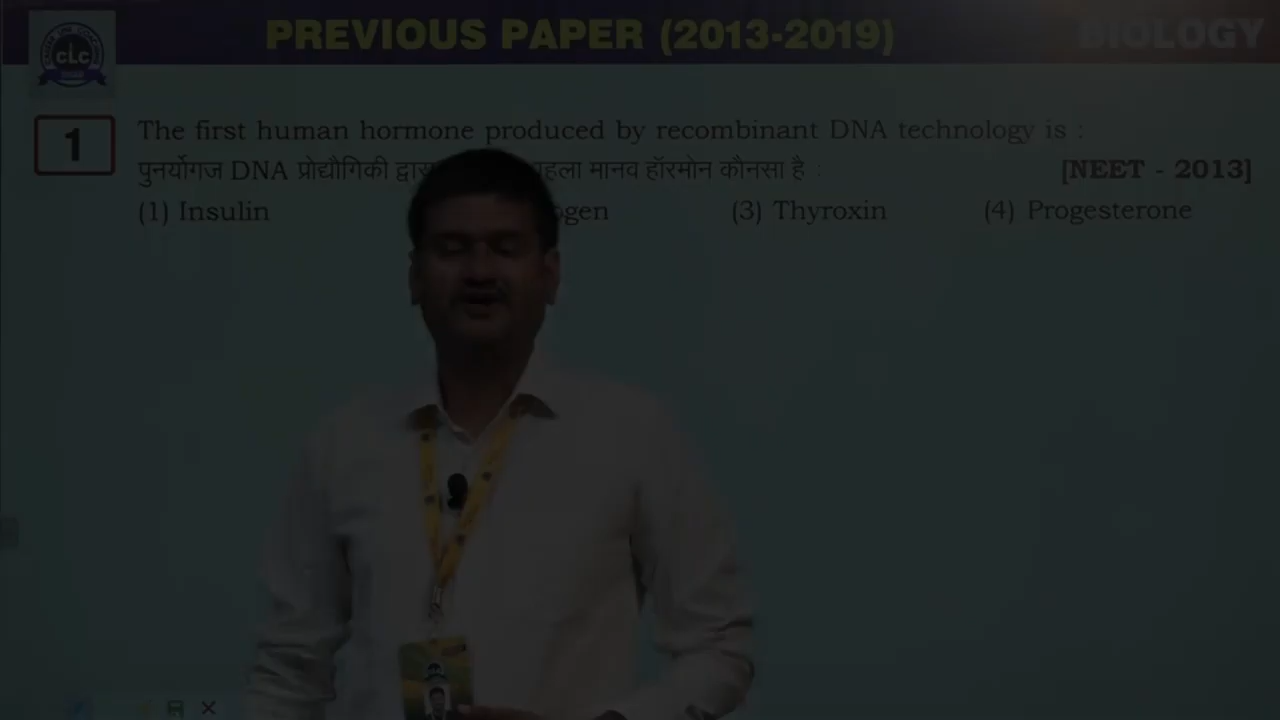 PREVIOUS PAPER (2013-2019)
BIOLOGY
CLC
1
The first human hormone produced by recombinant DNA technology is :
पुनर्योगज DNA प्रोद्यौगिकी मानव हॉरमोन कौनसा है :
[NEET - 2013]
(1) Insulin (3) Thyroxin (4) Progesterone